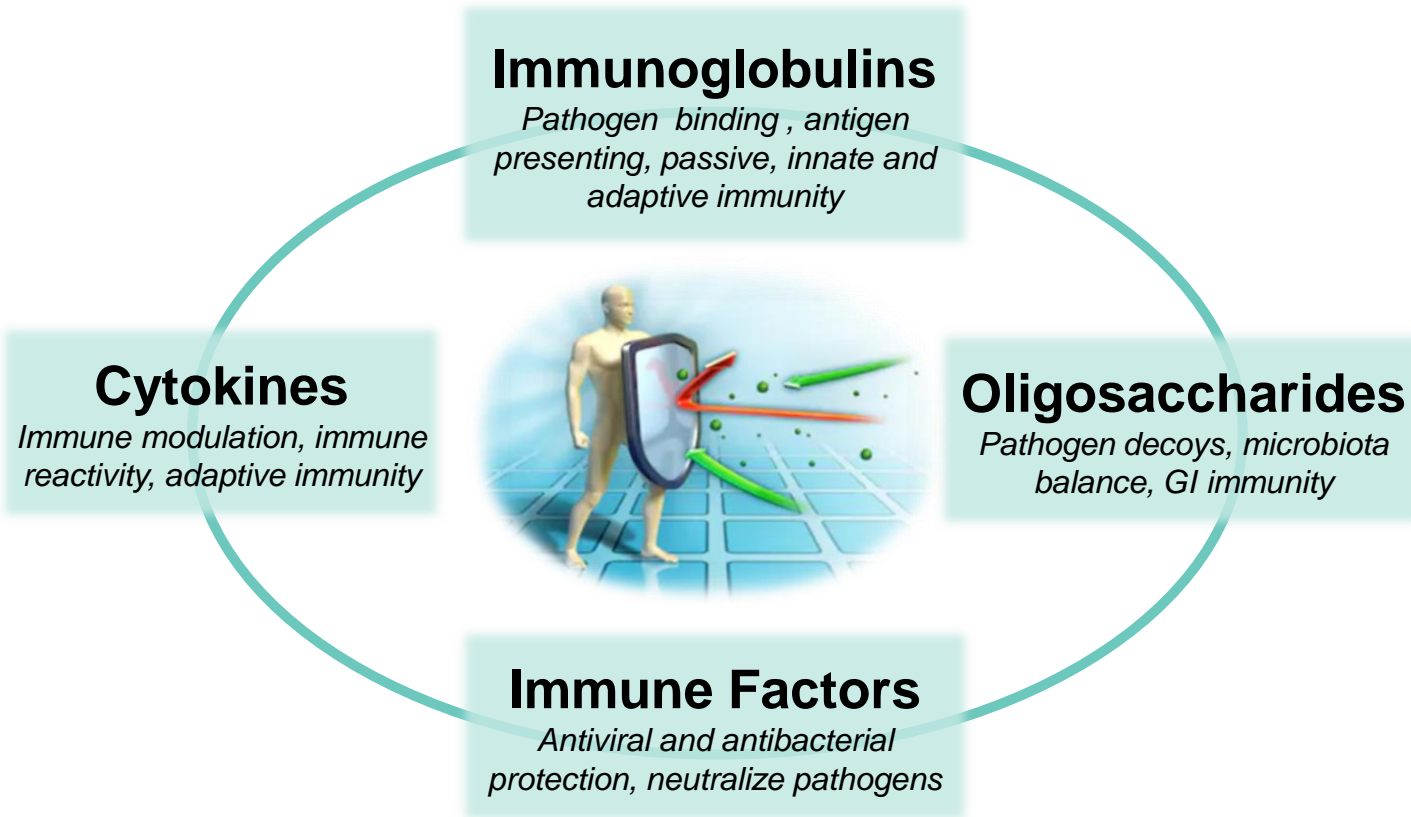 Immunoglobulins
Pathogen binding , antigen
presenting, passive, innate and
adaptive immunity
Cytokines
Immune modulation, immune
reactivity, adaptive immunity
Oligosaccharides
Pathogen decoys, microbiota
balance, GI immunity
Immune Factors
Antiviral and antibacterial
protection, neutralize pathogens